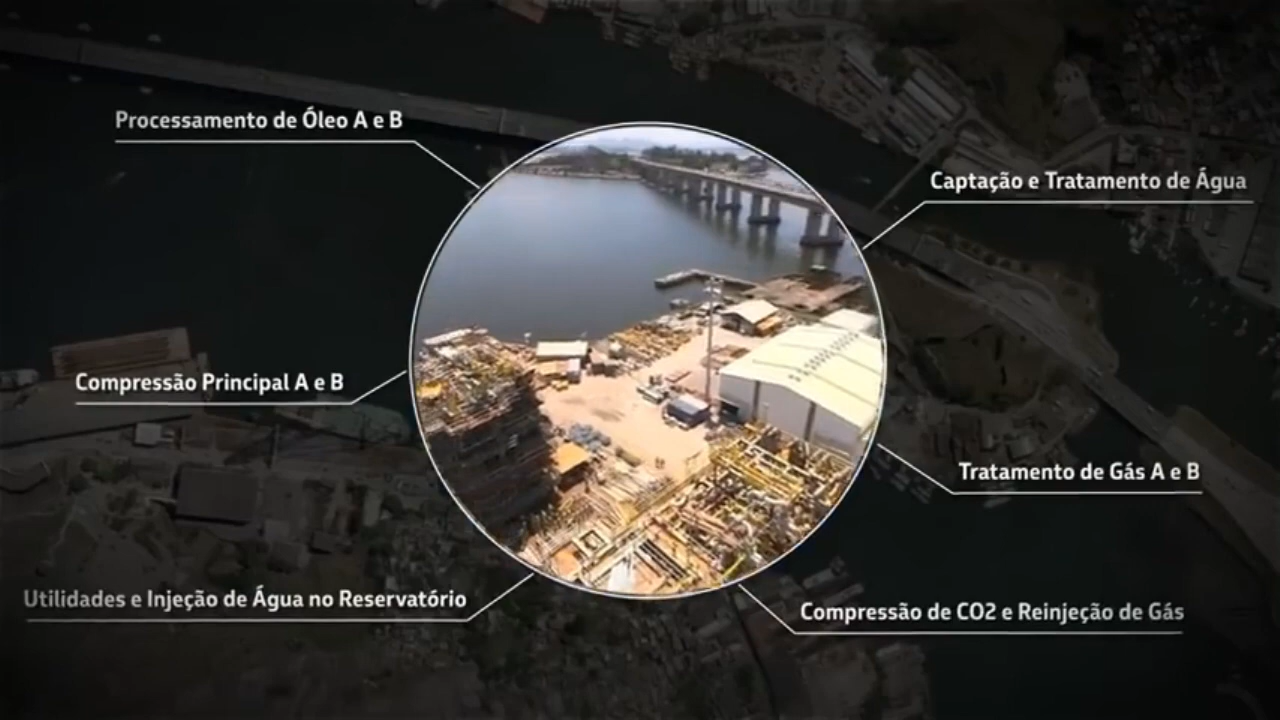 Processamento de Óleo A e B
Captação e Tratamento de Água
Compressão Principal A e B
Tratamento de Gás A e B
Utilidades e Injeção de Água no Reservatório
Compressão de CO2 e Reinjeção de Gás